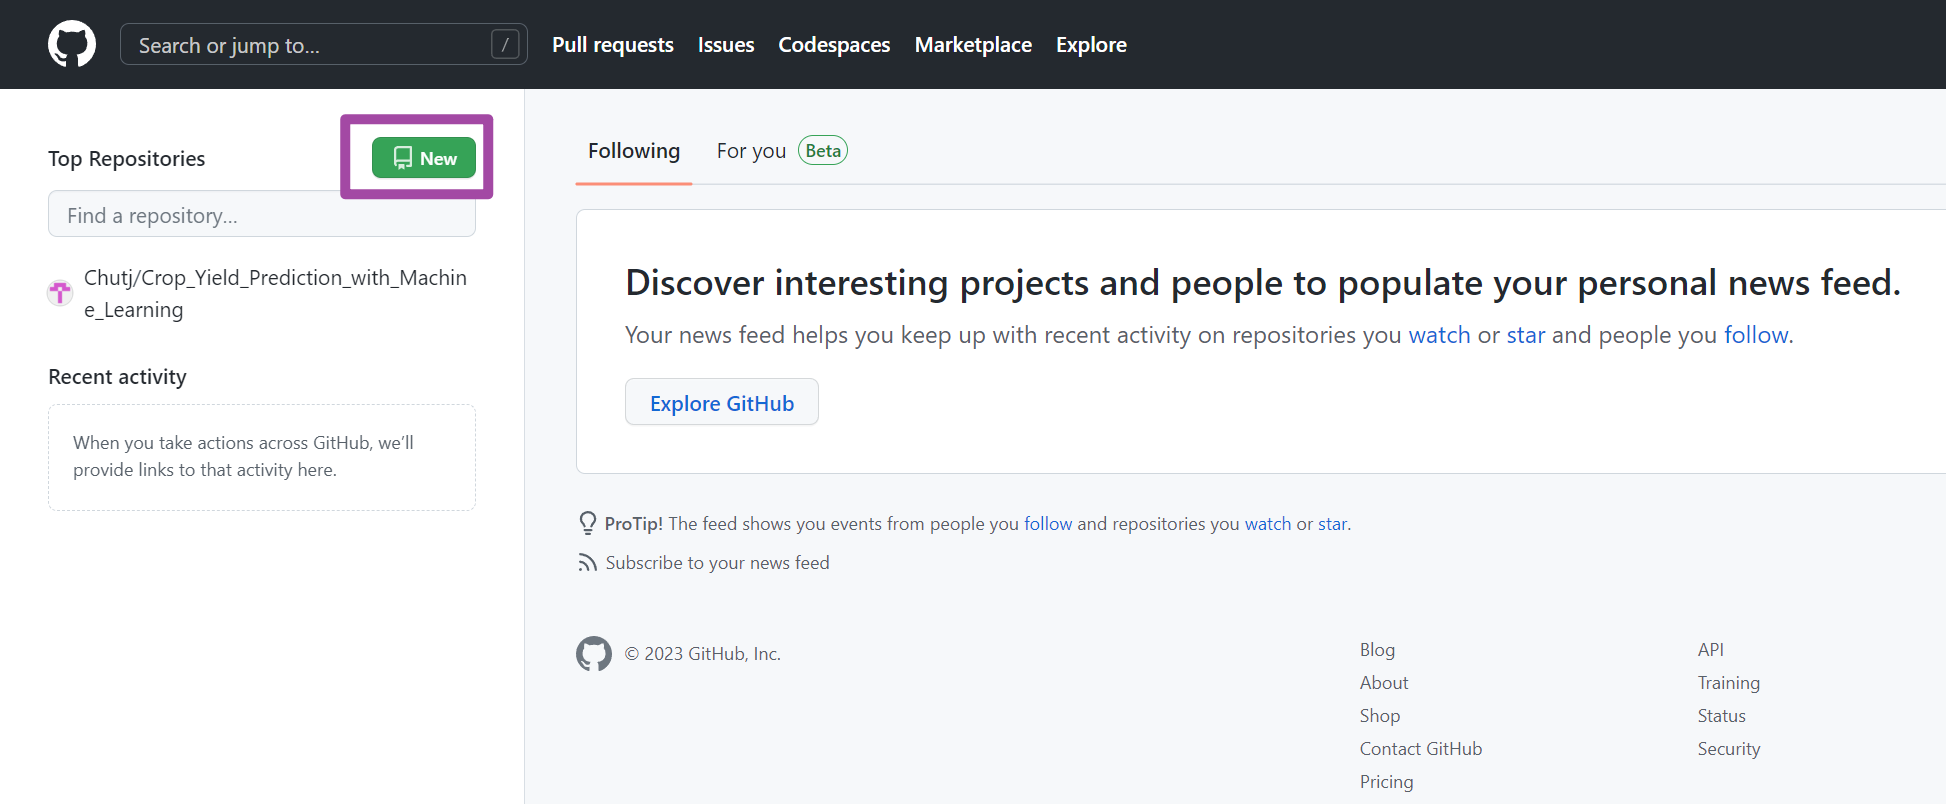 Search or jump to... /
Pull requests Issues Codespaces Marketplace Explore
Top Repositories
New
Find a repository...
Chutj/Crop_Yield_Prediction_with_Machin
e_Learning
Recent activity
When you take actions across GitHub, we’ll
provide links to that activity here.
Following For you Beta
Discover interesting projects and people to populate your personal news feed.
Your news feed helps you keep up with recent activity on repositories you watch or star and people you follow.
Explore GitHub
ProTip! The feed shows you events from people you follow and repositories you watch or star.
Subscribe to your news feed
© 2023 GitHub, Inc.
Blog
About
Shop
Contact GitHub
Pricing
API
Training
Status
Security